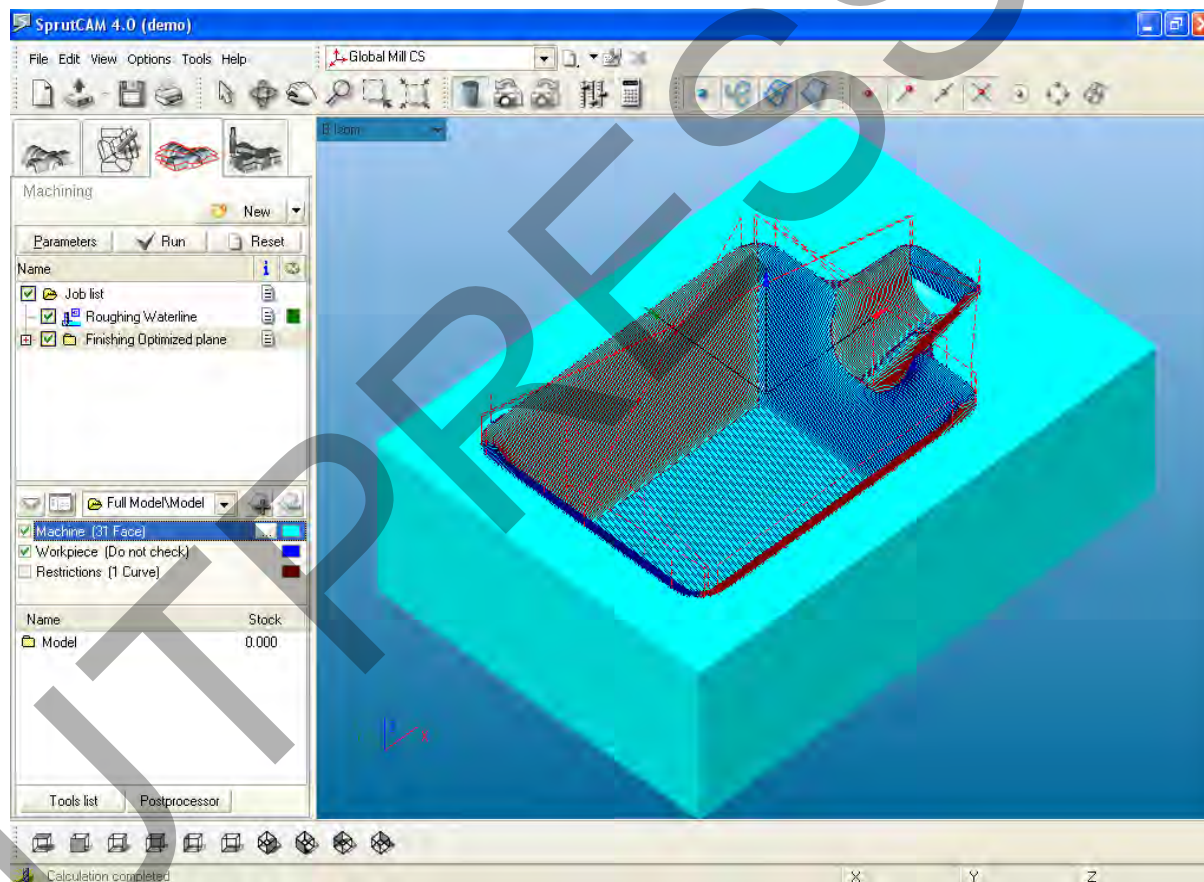 SprutCAM 4.0 (demo)
File Edit View Options Tools Help
Global Mill CS
Machining
New
Parameters Run Reset
Name
Job list
Roughing Waterline
Finishing Optimized plane
Full Model\Model
Machine (31 Face)
Workpiece (Do not check)
Restrictions (1 Curve)
Name Stock
Model 0.000
Tools list Postprocessor
Calculation completed
X Y Z
X
UTPRESS